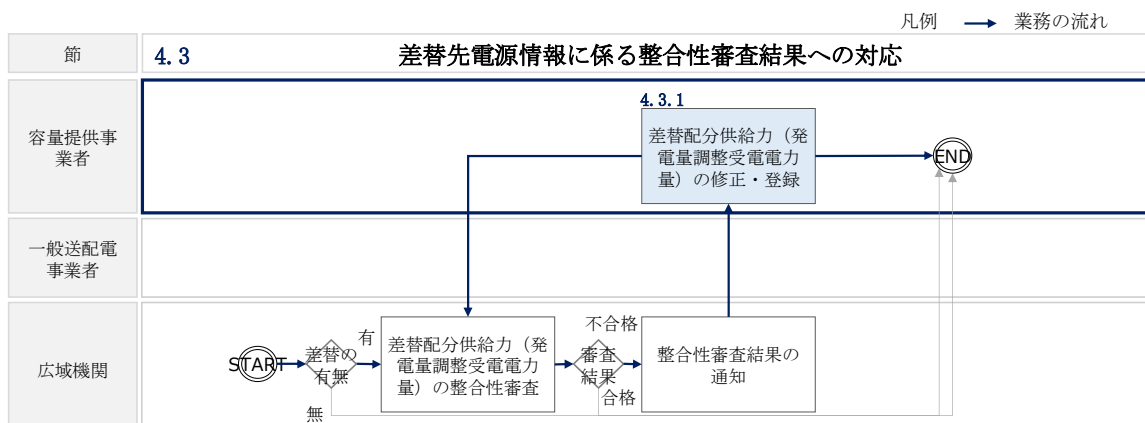 凡例 業務の流れ
節
4.3 差替先電源情報に係る整合性審査結果への対応
容量提供事
業者
4.3.1
差替配分供給力（発
電量調整受電電力
量）の修正・登録
END
一般送配電
事業者
広域機関
START
差替の
有無
有
無
差替配分供給力（発
電量調整受電電力
量）の整合性審査
審査
結果
不合格
合格
整合性審査結果の
通知